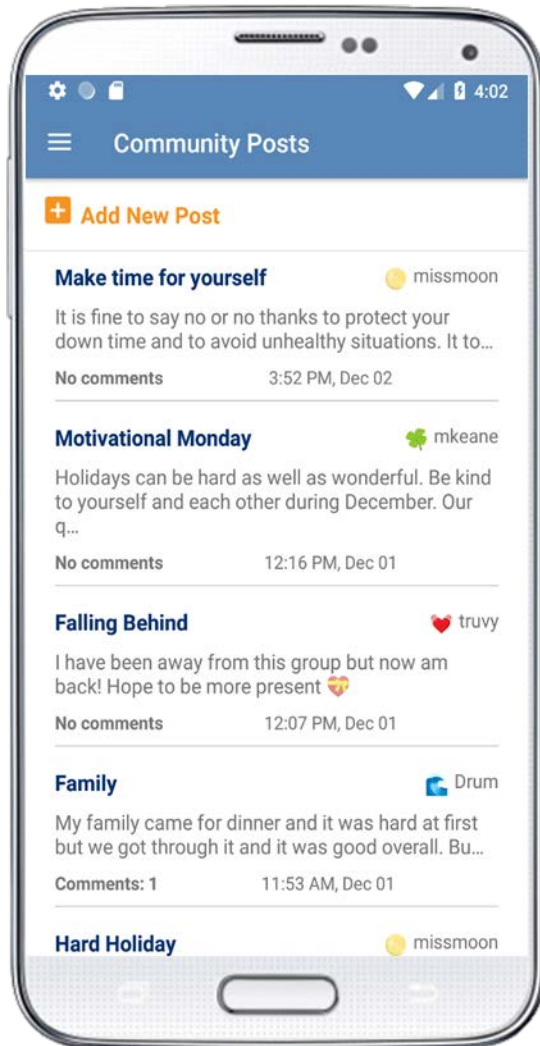 4:02
Community Posts
Add New Post
Make time for yourself missmoon
It is fine to say no or no thanks to protect your
down time and to avoid unhealthy situations. It to...
No comments 3:52 PM, Dec 02
Motivational Monday mkeane
Holidays can be hard as well as wonderful. Be kind
to yourself and each other during December. Our
q...
No comments 12:16 PM, Dec 01
Falling Behind truvy
I have been away from this group but now am
back! Hope to be more present 💝
No comments 12:07 PM, Dec 01
Family Drum
My family came for dinner and it was hard at first
but we got through it and it was good overall. Bu...
Comments: 1 11:53 AM, Dec 01
Hard Holiday missmoon